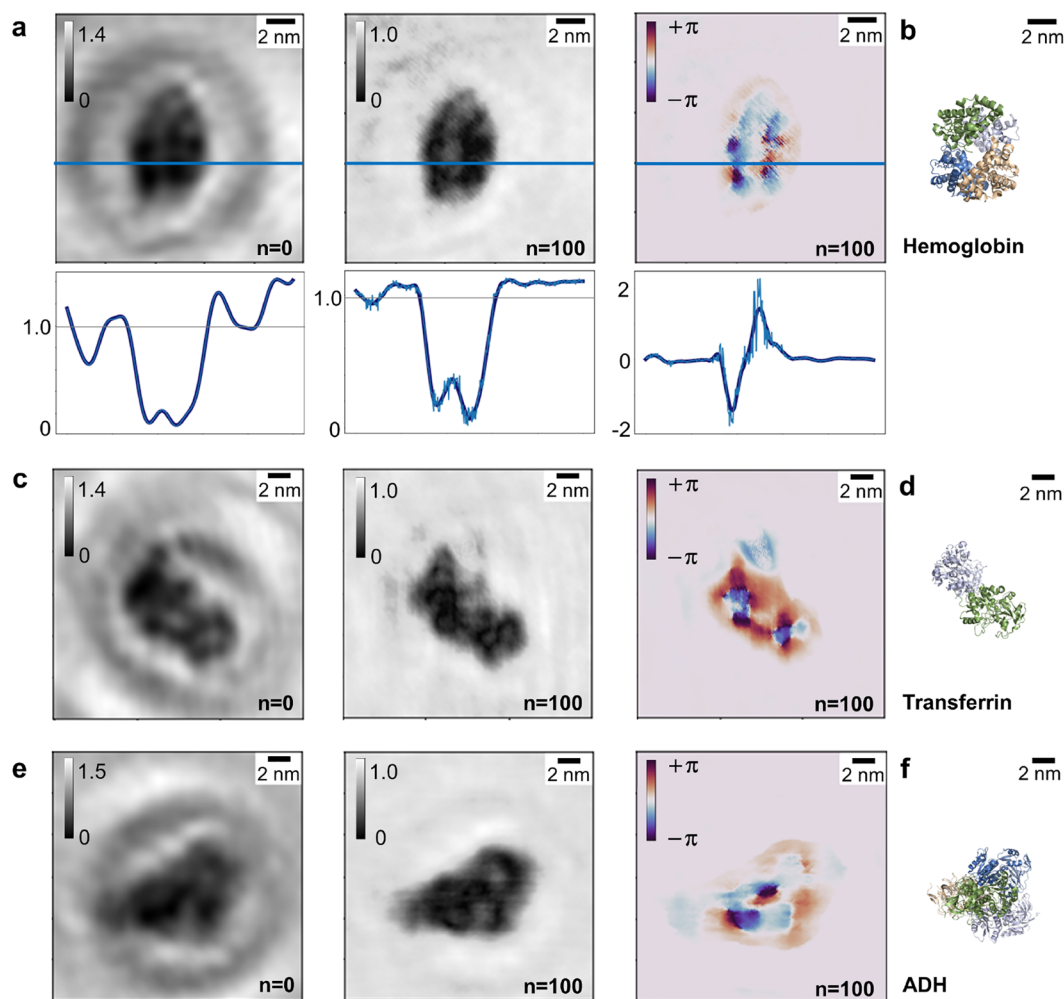 a
1.4
0
2 nm
n=0
1.0
0
2 nm
n=100
+π
−π
2 nm
n=100
b
2 nm
Hemoglobin
1.0
0
1.0
0
2
0
-2
c
1.4
0
2 nm
n=0
1.0
0
2 nm
n=100
+π
−π
2 nm
n=100
d
2 nm
Transferrin
e
1.5
0
2 nm
n=0
1.0
0
2 nm
n=100
+π
−π
2 nm
n=100
f
2 nm
ADH